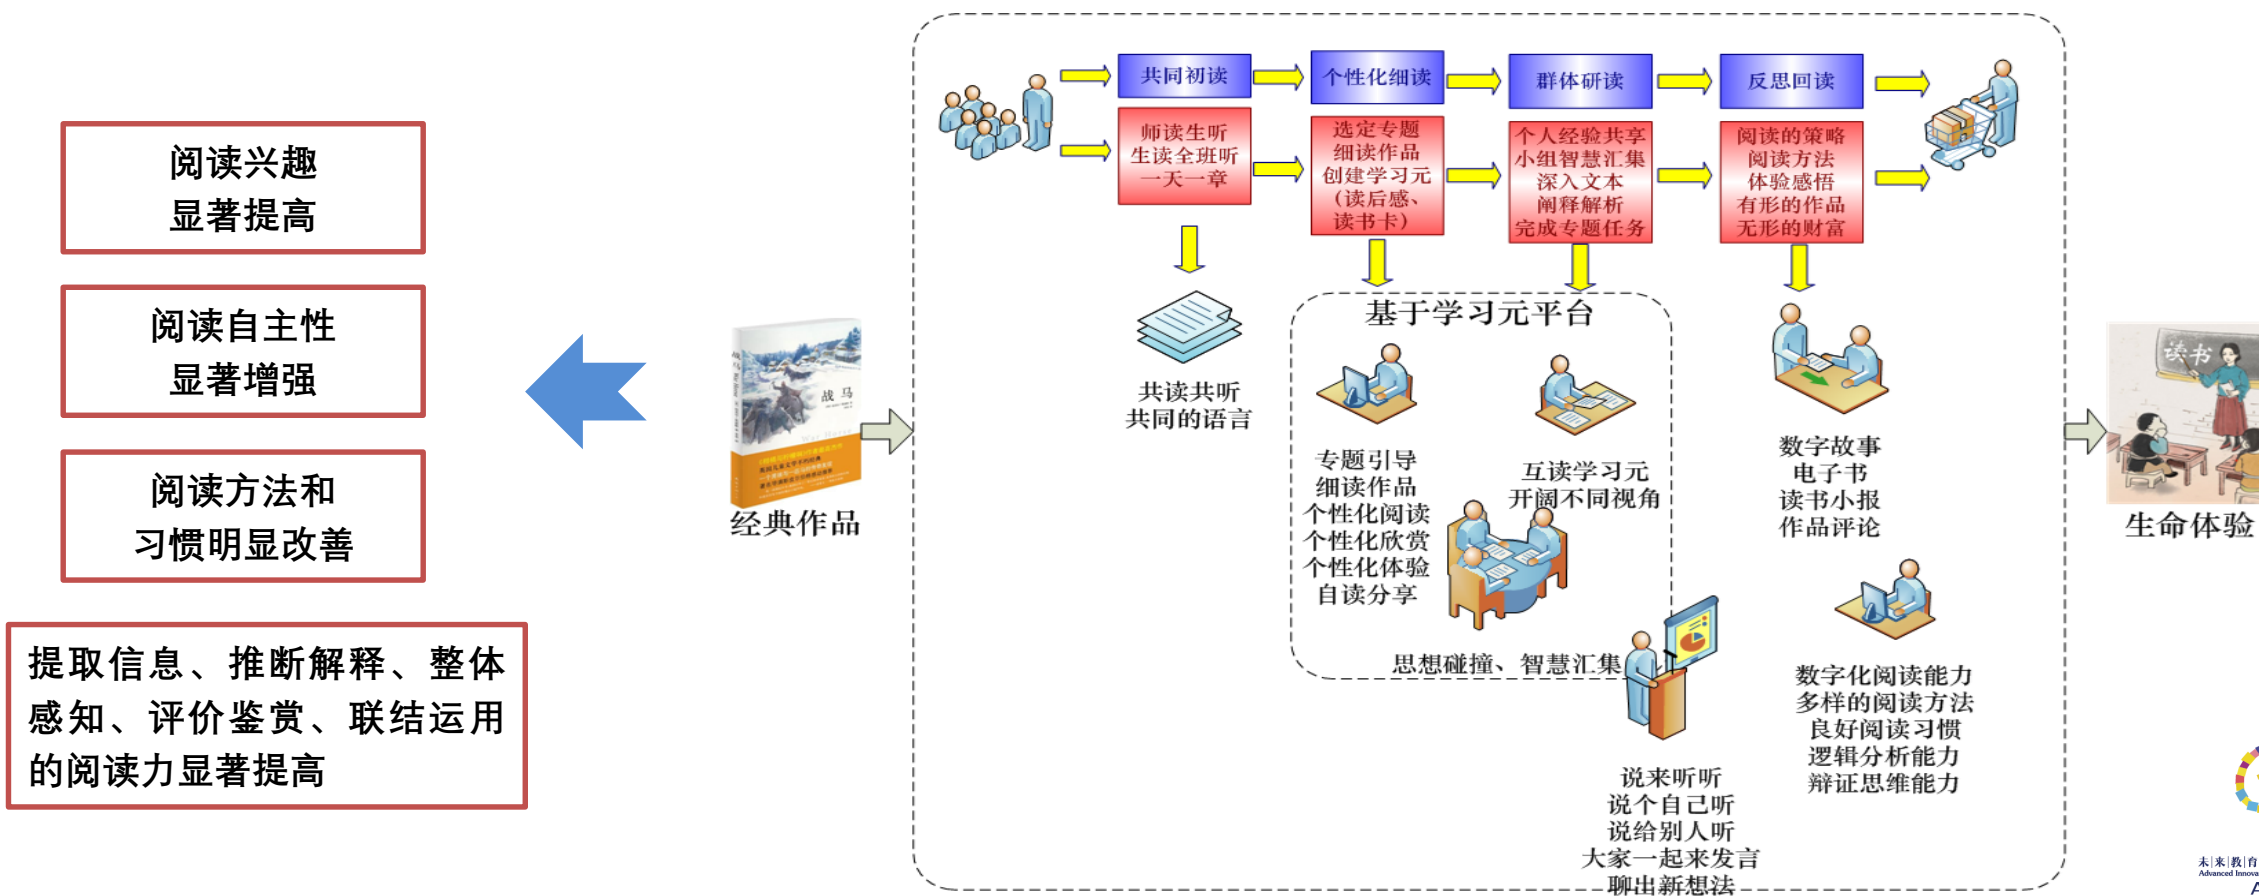 阅读兴趣
显著提高
阅读自主性
显著增强
阅读方法和
习惯明显改善
提取信息、推断解释、整体
感知、评价鉴赏、联结运用
的阅读力显著提高
战马
经典作品
共同初读
个性化细读
群体研读
反思回读
师读生听
生读全班听
一天一章
选定专题
细读作品
创建学习元
（读后感、
读书卡）
个人经验共享
小组智慧汇集
深入文本
阐释解析
完成专题任务
阅读的策略
阅读方法
体验感悟
有形的作品
无形的财富
共读共听
共同的语言
基于学习元平台
专题引导
细读作品
个性化阅读
个性化欣赏
个性化体验
自读分享
互读学习元
开阔不同视角
思想碰撞、智慧汇集
说来听听
说个自己听
说给别人听
大家一起来发言
聊出新想法
数字故事
电子书
读书小报
作品评论
数字化阅读能力
多样的阅读方法
良好阅读习惯
逻辑分析能力
辩证思维能力
读书
生命体验
未|来|教|育
Advanced Innova
A